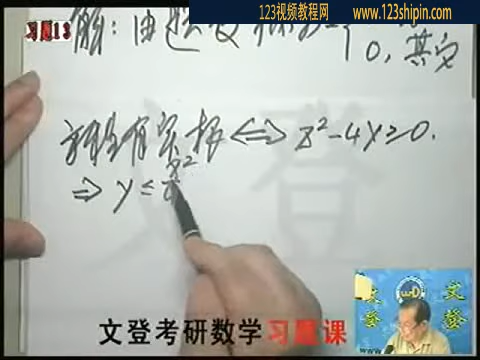 123视频教程网 www.123shipin.com
习题13
解：由题设
0, 其它
方程有实根 ⟺ x²-4y≥0.
⇒ y ≤ x²
文登
文登
文登考研数学习题课